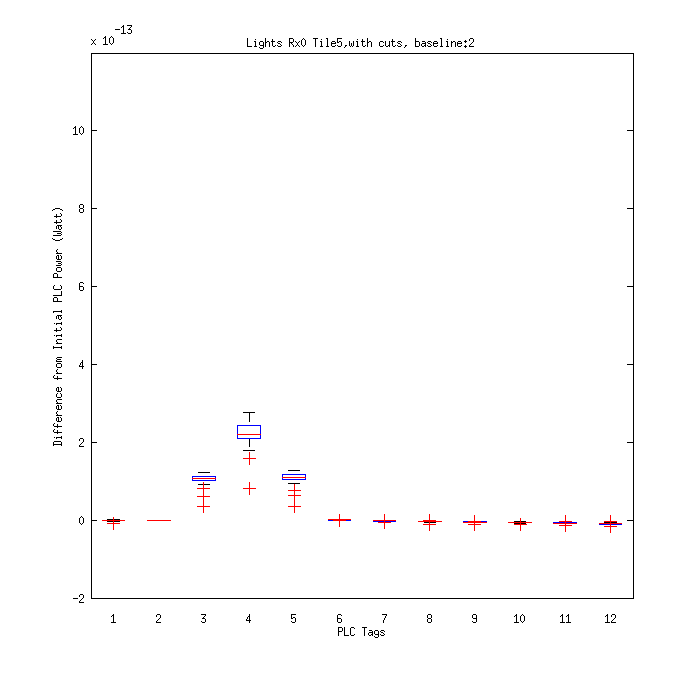 x 10^-13
Lights Rx0 Tile5,with cuts, baseline:2
10
8
6
4
2
0
-2
Difference from Initial PLC Power (Watt)
1 2 3 4 5 6 7 8 9 10 11 12
PLC Tags